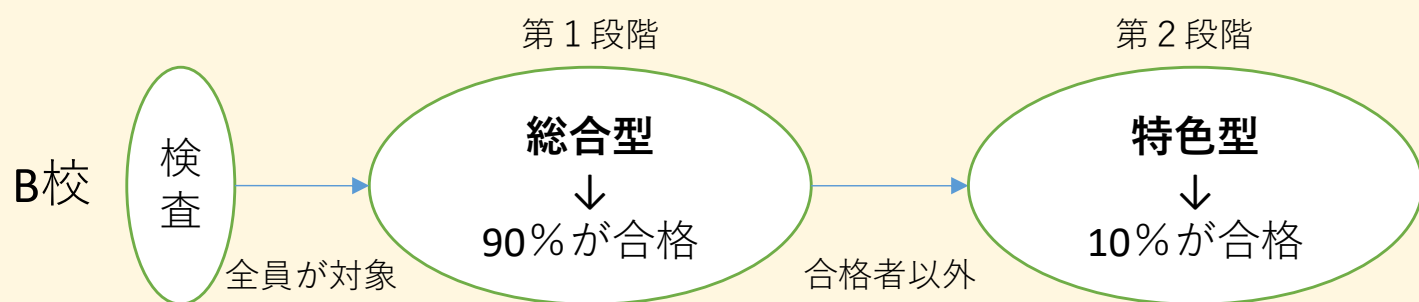 第１段階
第２段階
B校
検査
全員が対象
総合型
↓
90％が合格
合格者以外
特色型
↓
10％が合格